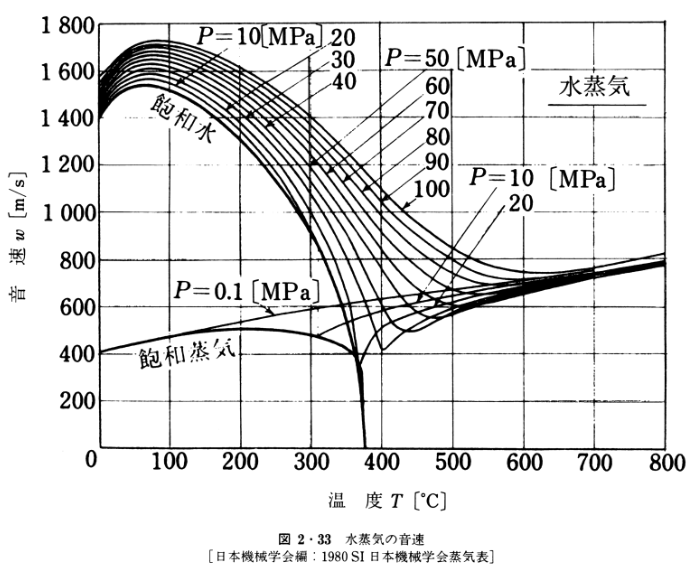 1 800
1 600
1 400
1 200
1 000
800
600
400
200
0
音速 w [m/s]
P=10[MPa]
20
30
40
P=50 [MPa]
60
70
80
90
100
水蒸気
飽和水
P=10 [MPa]
20
P=0.1 [MPa]
飽和蒸気
0 100 200 300 400 500 600 700 800
温度 T [℃]
図 2・33 水蒸気の音速
[日本機械学会編:1980 SI 日本機械学会蒸気表]